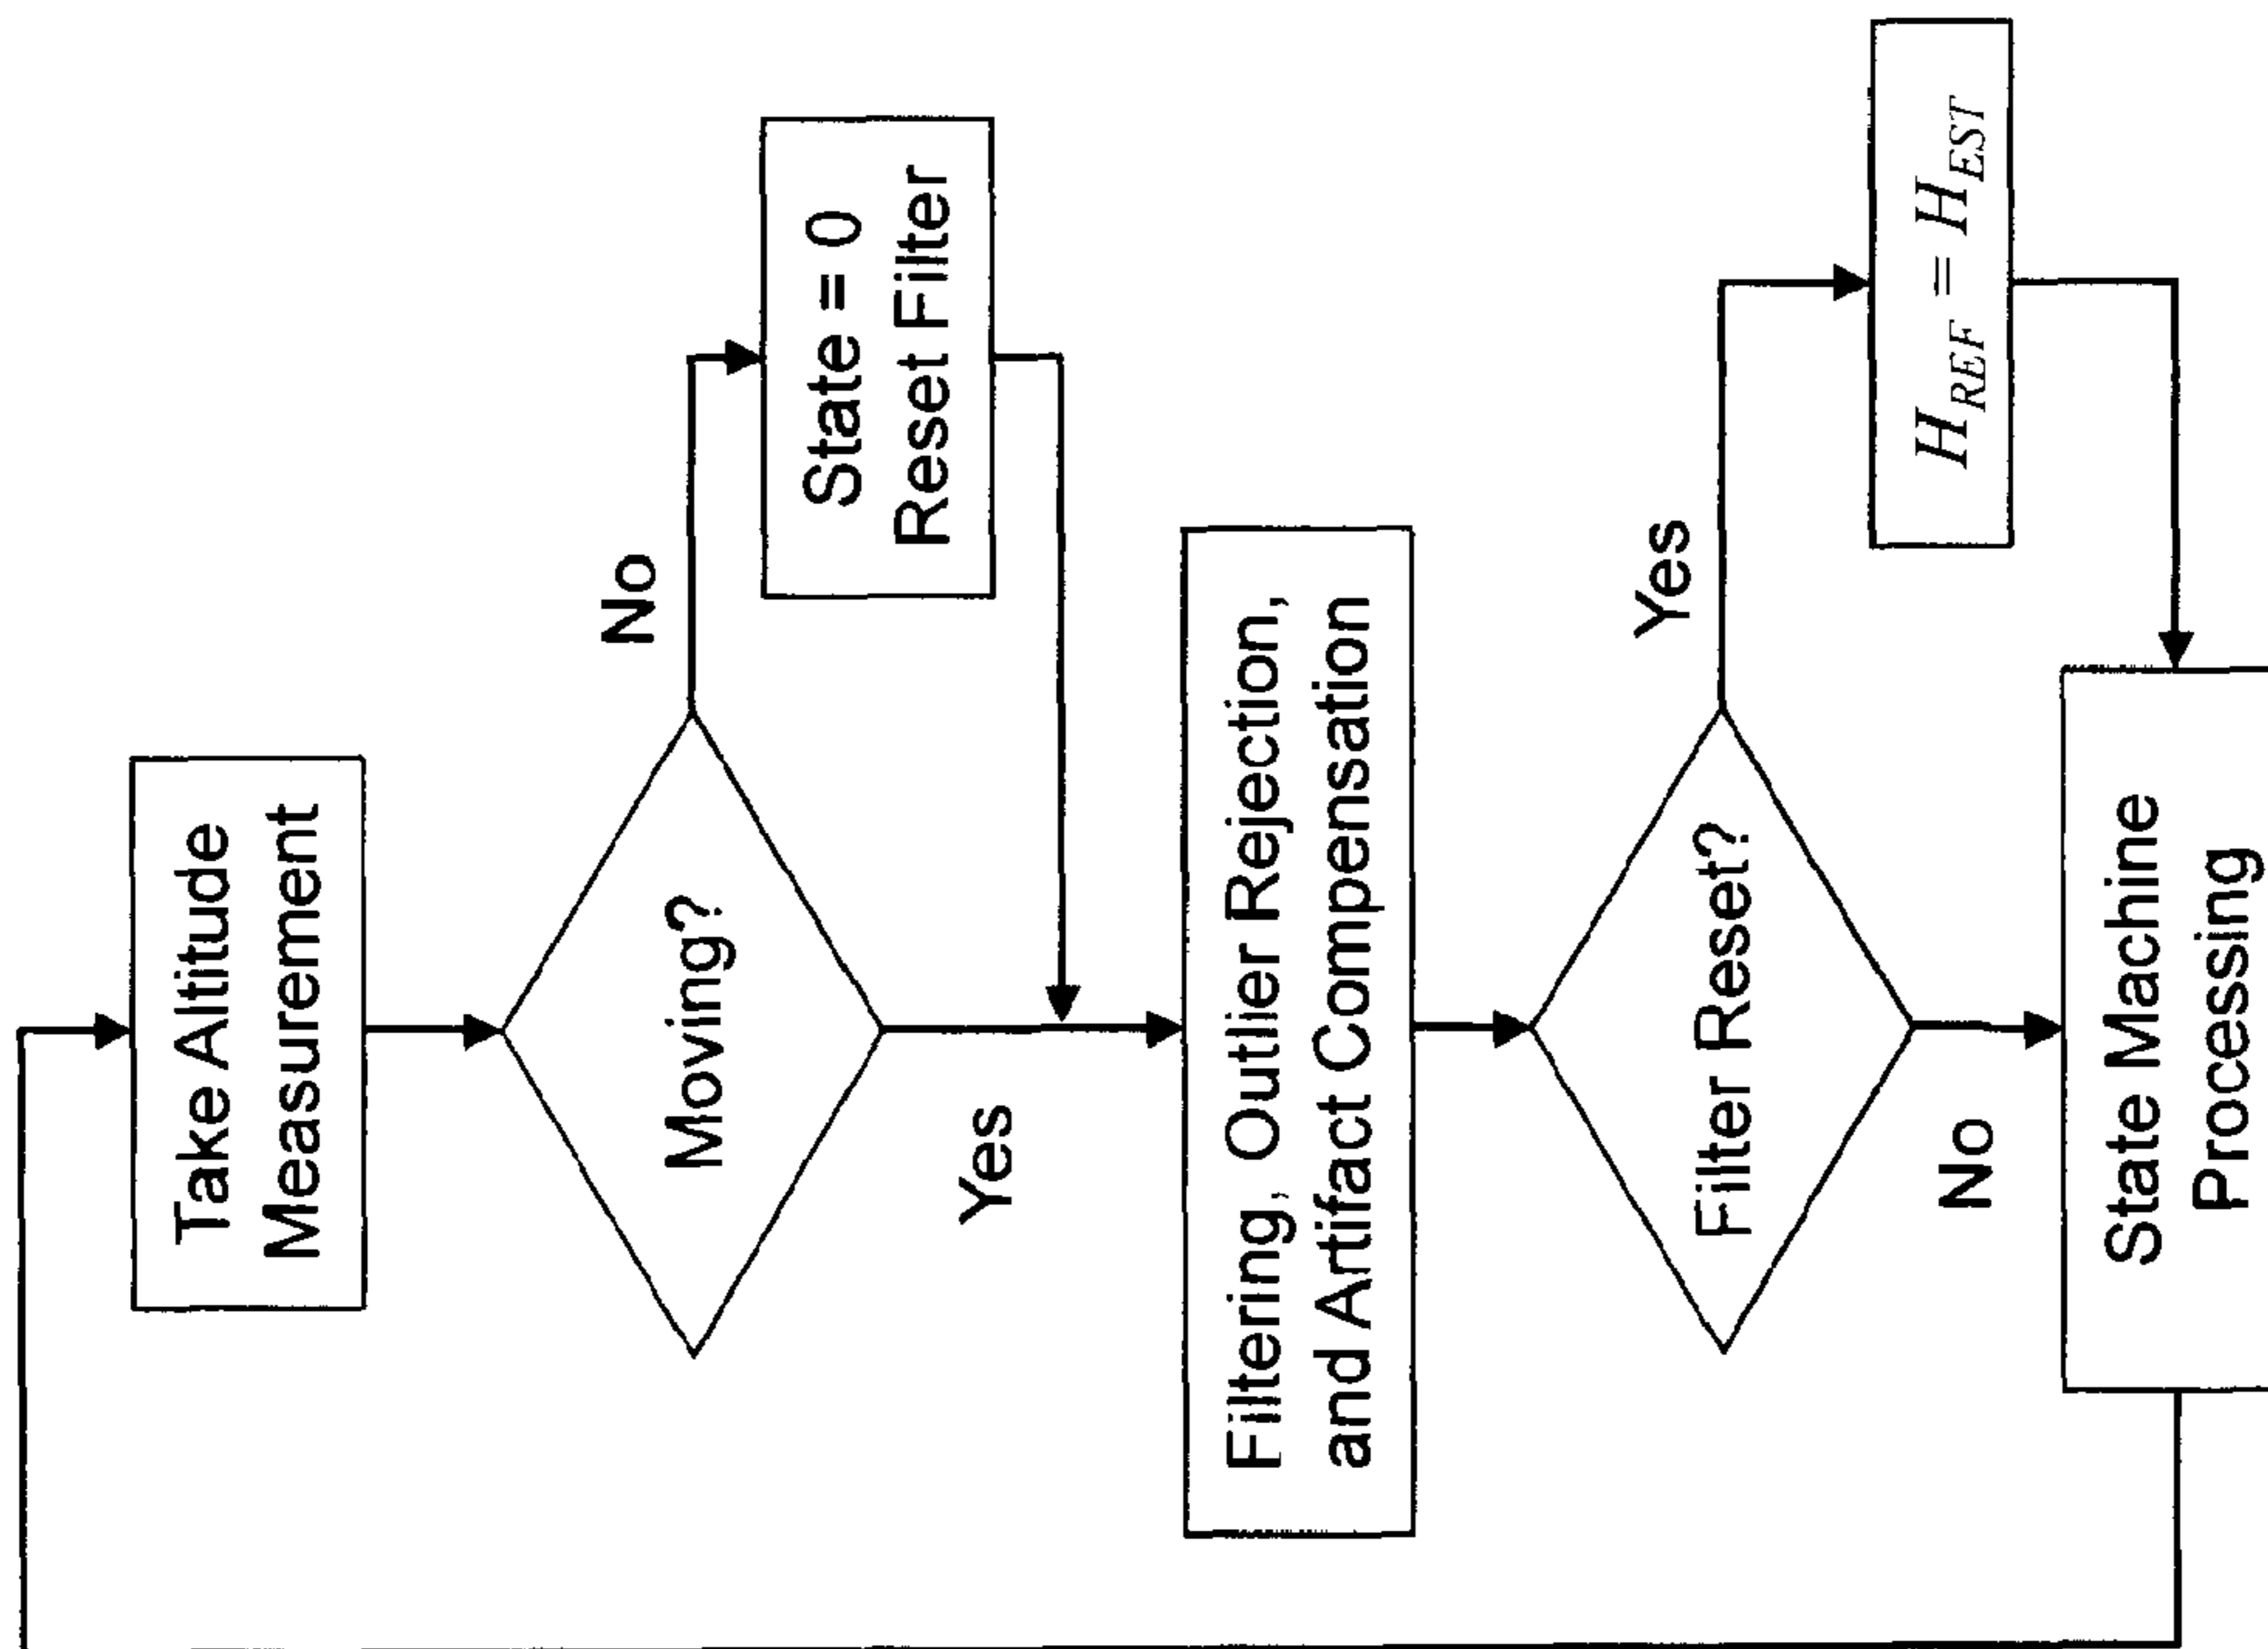 Take Altitude
Measurement
Moving?
No
State = 0
Reset Filter
Yes
Filtering, Outlier Rejection,
and Artifact Compensation
Filter Reset?
Yes
H_REF = H_EST
No
State Machine
Processing